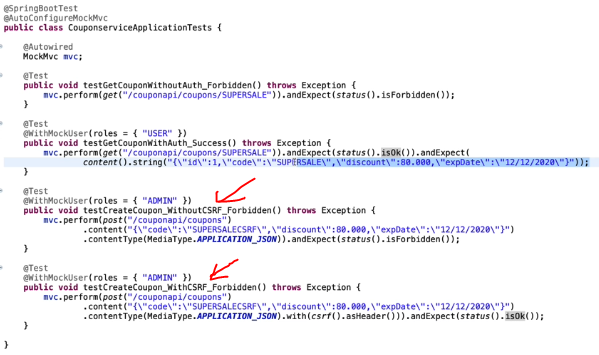 @SpringBootTest
@AutoConfigureMockMvc
public class CouponserviceApplicationTests {
@Autowired
MockMvc mvc;
@Test
public void testGetCouponWithoutAuth_Forbidden() throws Exception {
mvc.perform(get("/couponapi/coupons/SUPERSALE")).andExpect(status().isForbidden());
}
@Test
@WithMockUser(roles = { "USER" })
public void testGetCouponWithAuth_Success() throws Exception {
mvc.perform(get("/couponapi/coupons/SUPERSALE")).andExpect(status().isOk()).andExpect(
content().string("{\"id\":1,\"code\":\"SUPERSALE\",\"discount\":80.000,\"expDate\":\"12/12/2020\"}"));
}
@Test
@WithMockUser(roles = { "ADMIN" })
public void testCreateCoupon_WithoutCSRF_Forbidden() throws Exception {
mvc.perform(post("/couponapi/coupons")
.content("{\"code\":\"SUPERSALECSRF\",\"discount\":80.000,\"expDate\":\"12/12/2020\"}")
.contentType(MediaType.APPLICATION_JSON)).andExpect(status().isForbidden());
}
@Test
@WithMockUser(roles = { "ADMIN" })
public void testCreateCoupon_WithCSRF_Forbidden() throws Exception {
mvc.perform(post("/couponapi/coupons")
.content("{\"code\":\"SUPERSALECSRF\",\"discount\":80.000,\"expDate\":\"12/12/2020\"}")
.contentType(MediaType.APPLICATION_JSON).with(csrf().asHeader())).andExpect(status().isOk());
}
}